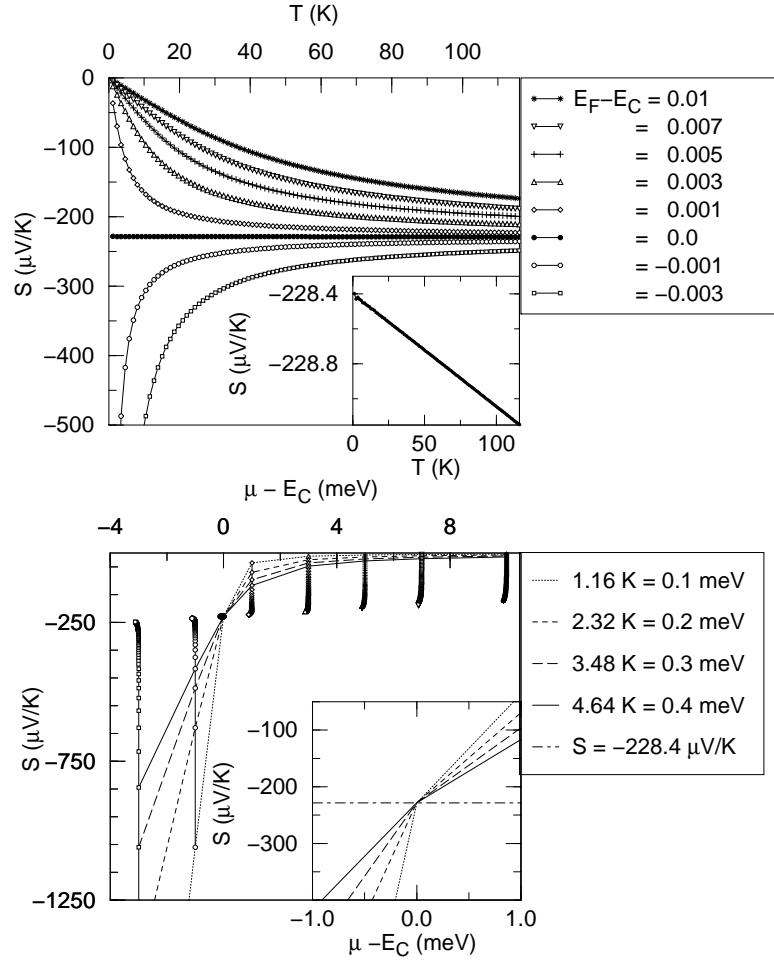 T (K)
0 20 40 60 80 100
0
−100
−200
−300
−400
−500
S (μV/K)
E_F−E_C = 0.01
= 0.007
= 0.005
= 0.003
= 0.001
= 0.0
= −0.001
= −0.003
−228.4
−228.8
S (μV/K)
0 50 100
T (K)
μ − E_C (meV)
−4 0 4 8
−250
−750
−1250
S (μV/K)
1.16 K = 0.1 meV
2.32 K = 0.2 meV
3.48 K = 0.3 meV
4.64 K = 0.4 meV
S = −228.4 μV/K
−100
−200
−300
S (μV/K)
−1.0 0.0 1.0
μ −E_C (meV)